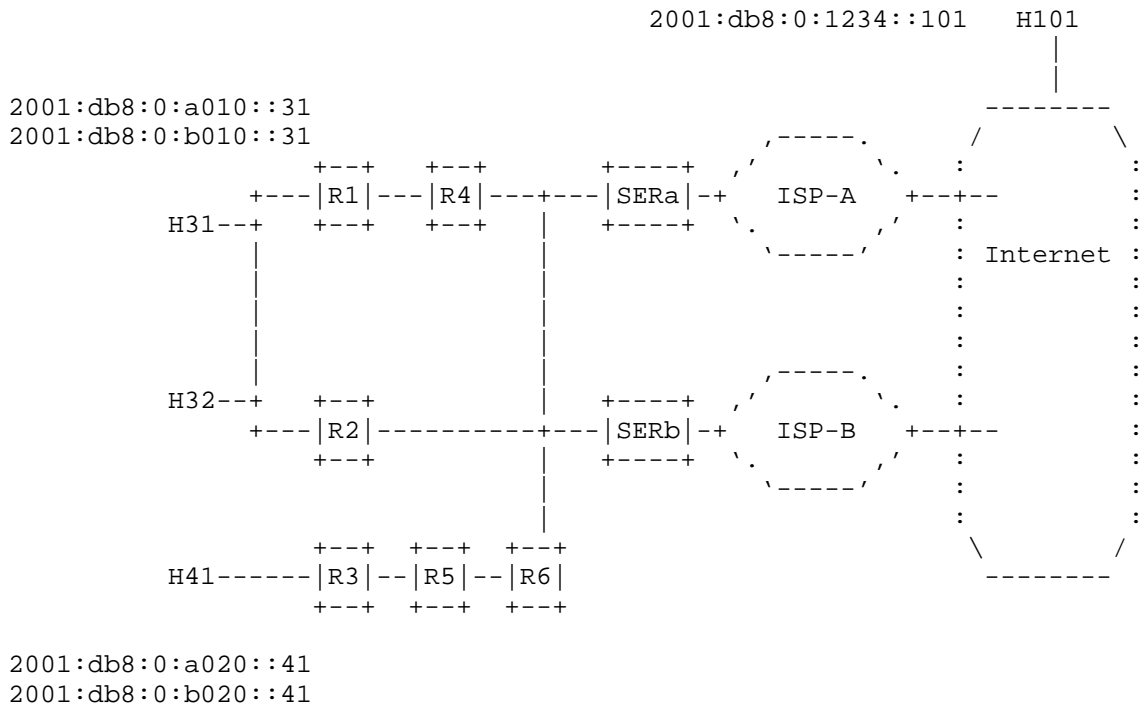 2001:db8:0:1234::101 H101
2001:db8:0:a010::31
2001:db8:0:b010::31
R1 R4 SERa ISP-A
H31
Internet
H32
R2 SERb ISP-B
H41 R3 R5 R6
2001:db8:0:a020::41
2001:db8:0:b020::41